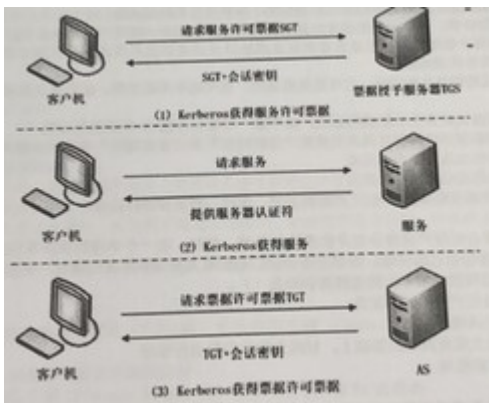 请求服务许可票据SGT
SGT+会话密钥
客户机
票据授予服务器TGS
(1) Kerberos获得服务许可票据
请求服务
提供服务器认证符
客户机
服务
(2) Kerberos获得服务
请求票据许可票据TGT
TGT+会话密钥
客户机
AS
(3) Kerberos获得票据许可票据